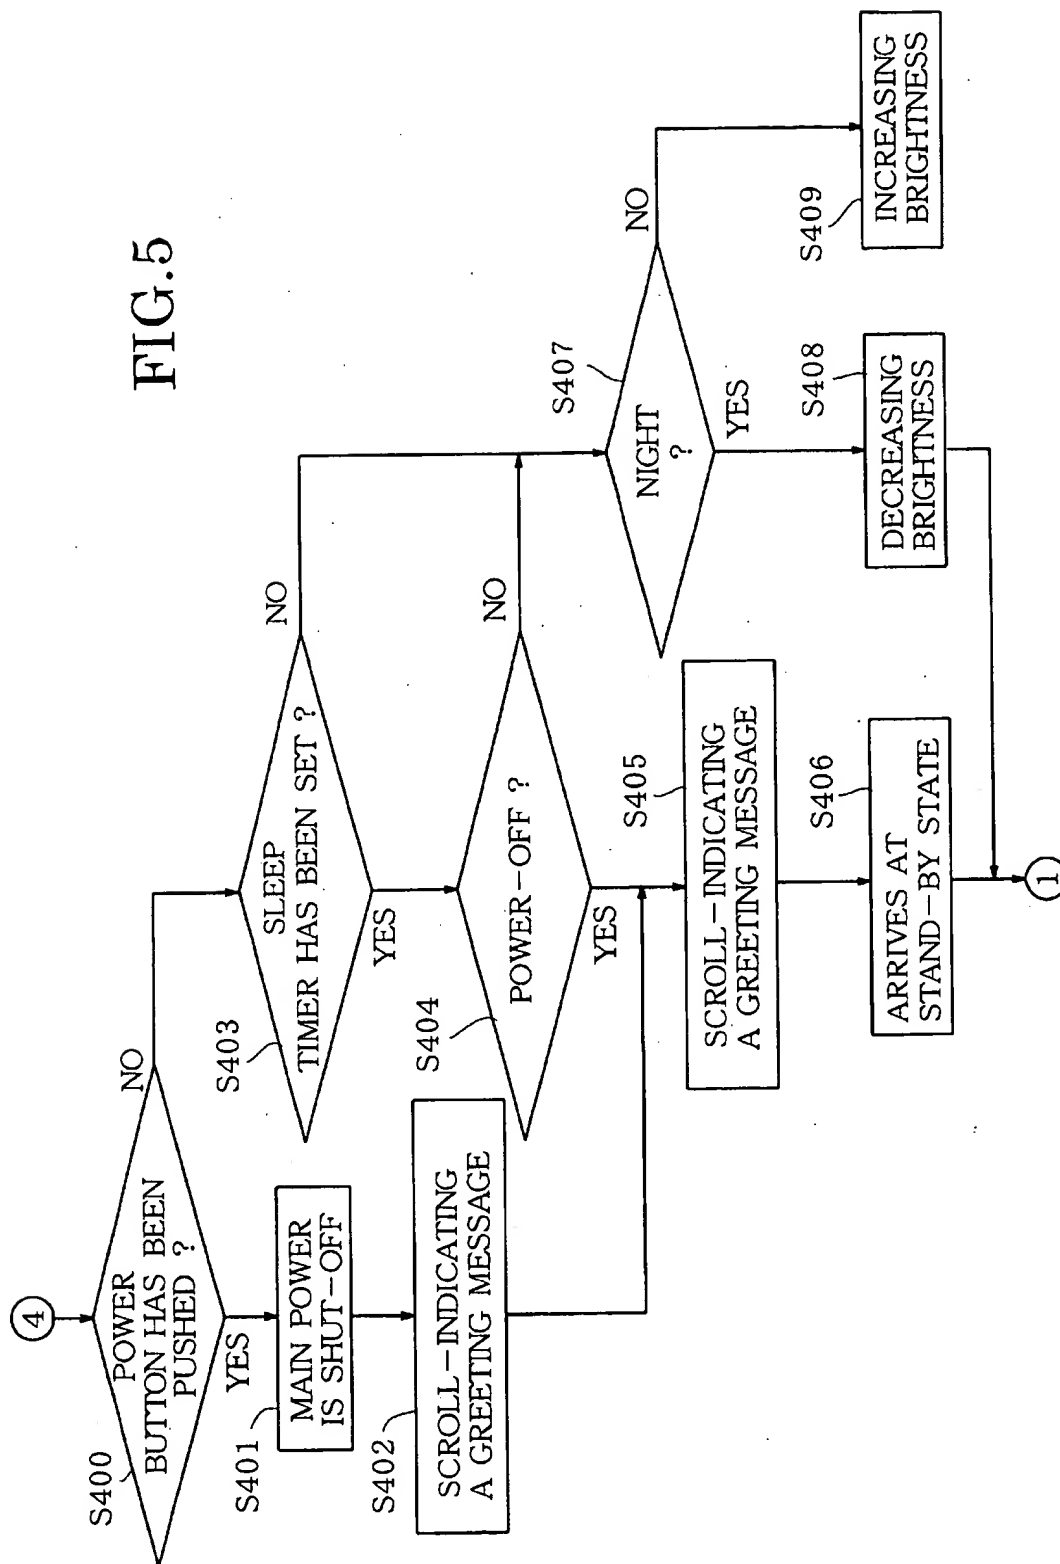 FIG.5
4
POWER
BUTTON HAS BEEN
PUSHED ?
S400
NO
YES
MAIN POWER
IS SHUT-OFF
S401
SCROLL-INDICATING
A GREETING MESSAGE
S402
SLEEP
TIMER HAS BEEN SET ?
S403
NO
YES
POWER-OFF ?
S404
NO
YES
SCROLL-INDICATING
A GREETING MESSAGE
S405
ARRIVES AT
STAND-BY STATE
S406
NIGHT
?
S407
NO
YES
DECREASING
BRIGHTNESS
S408
INCREASING
BRIGHTNESS
S409
1